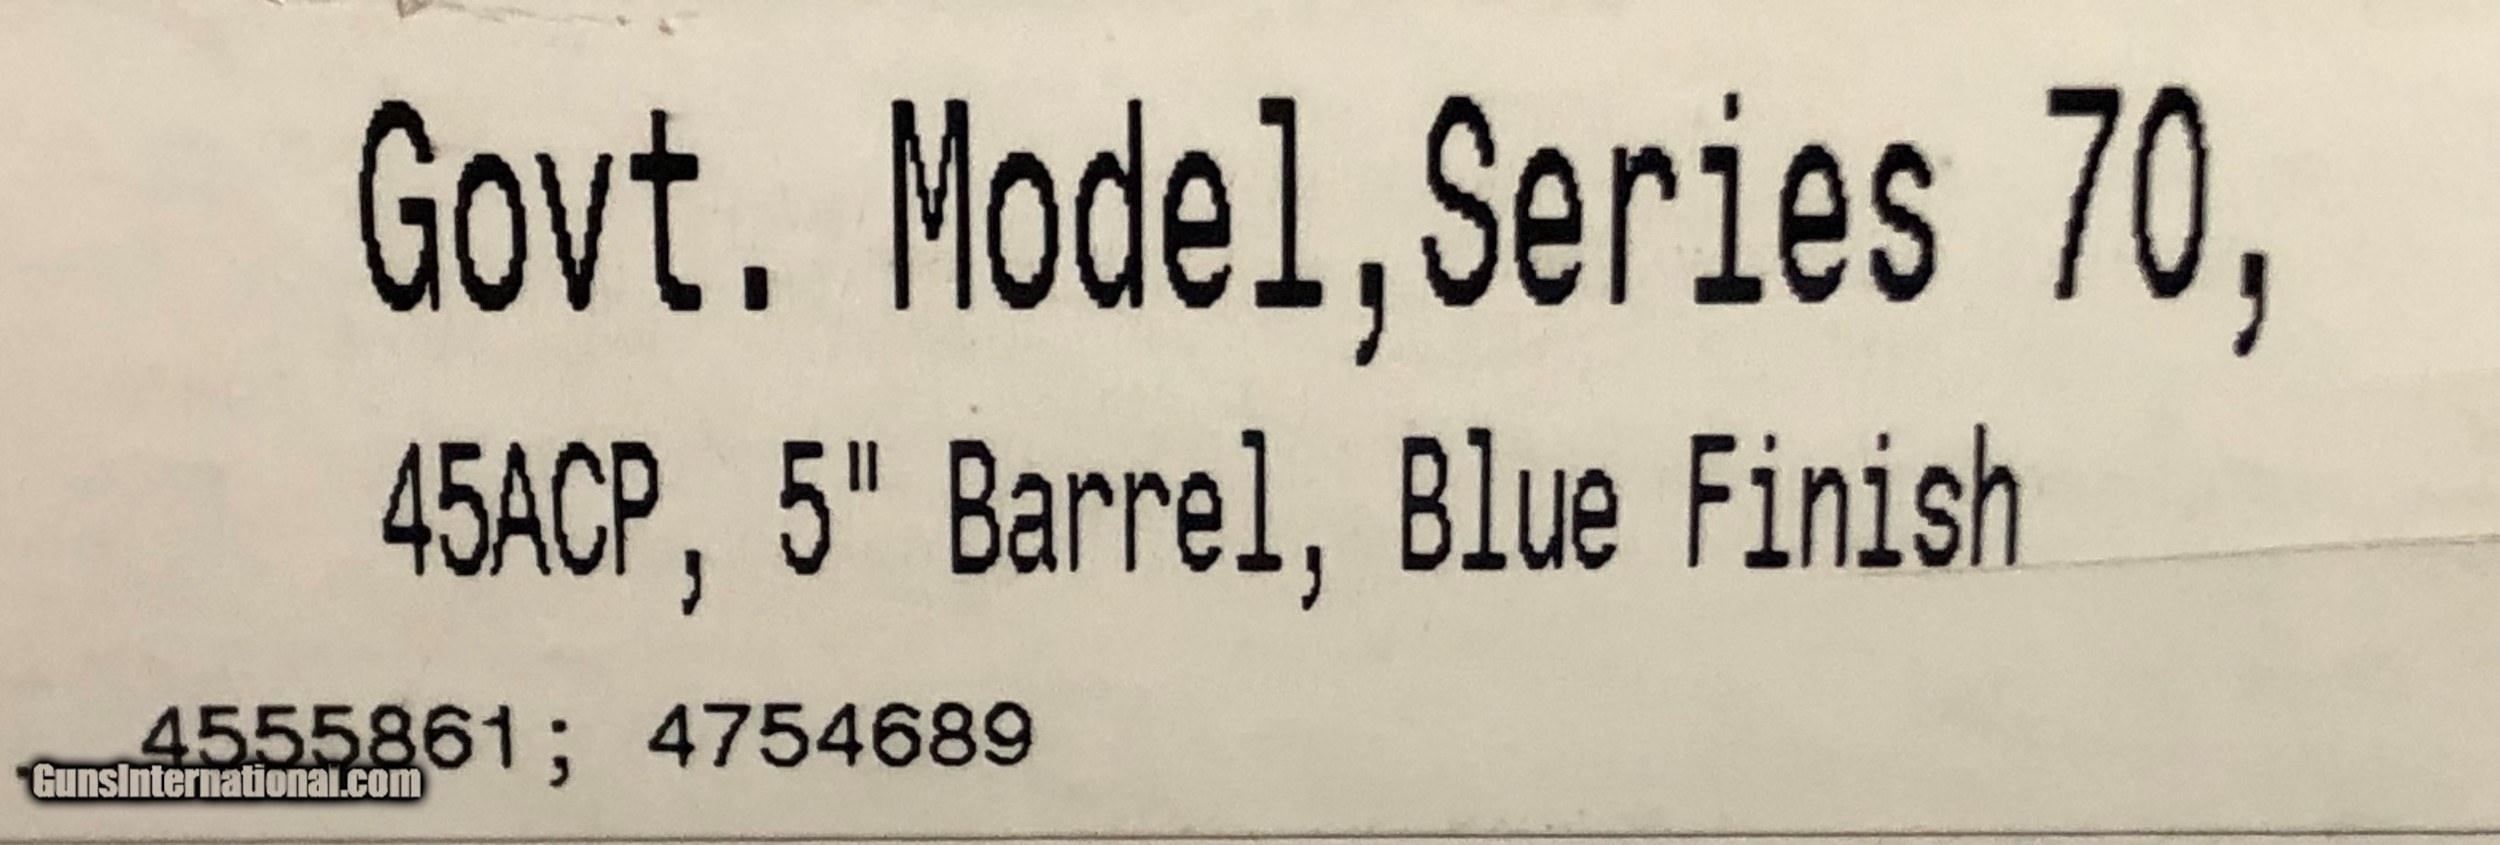 Govt. Model,Series 70,
45ACP, 5" Barrel, Blue Finish
4555861; 4754689
GunsInternational.com